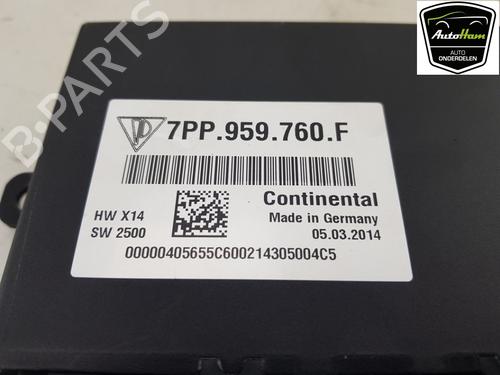 AutoHam
AUTO
ONDERDELEN
B-PARTS
7PP.959.760.F
HW X14
SW 2500
Continental
Made in Germany
05.03.2014
00000405655C600214305004C5